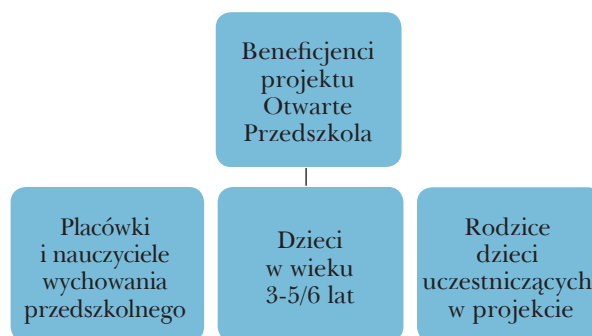 Beneficjenci
projektu
Otwarte
Przedszkola
Placówki
i nauczyciele
wychowania
przedszkolnego
Dzieci
w wieku
3-5/6 lat
Rodzice
dzieci
uczestniczących
w projekcie